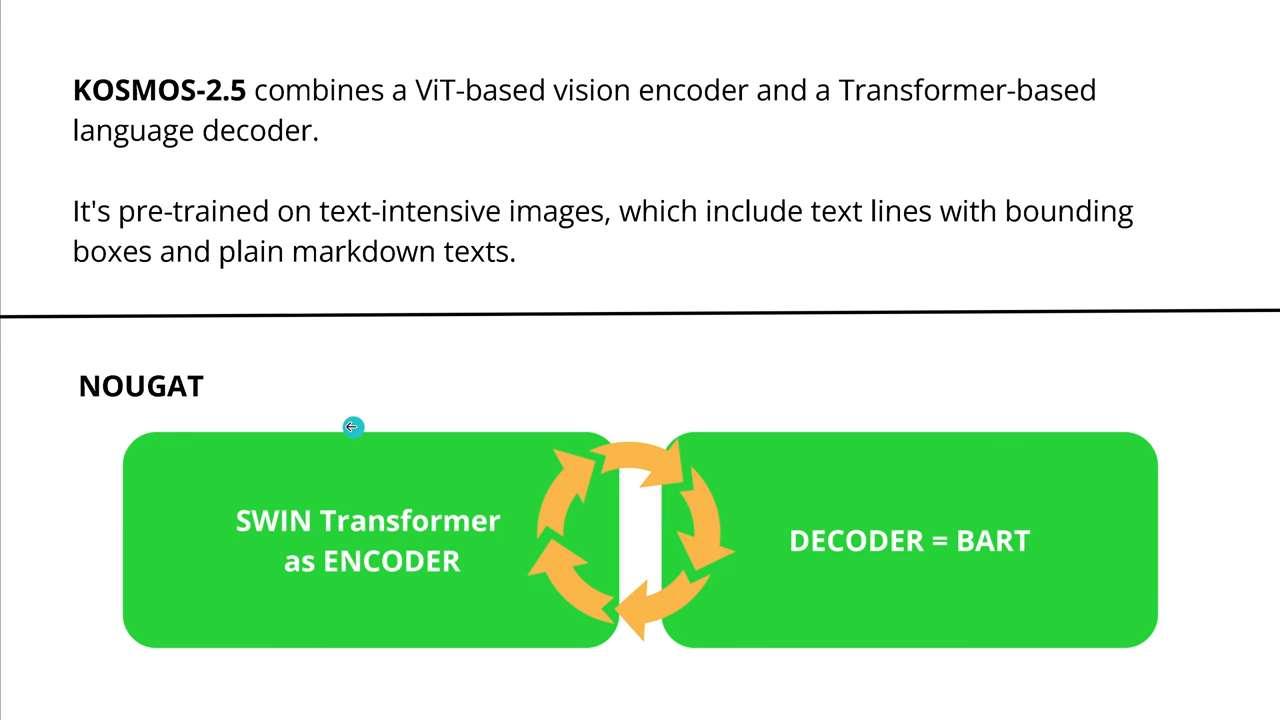 KOSMOS-2.5 combines a ViT-based vision encoder and a Transformer-based
language decoder.
It's pre-trained on text-intensive images, which include text lines with bounding
boxes and plain markdown texts.
NOUGAT
SWIN Transformer
as ENCODER
DECODER = BART